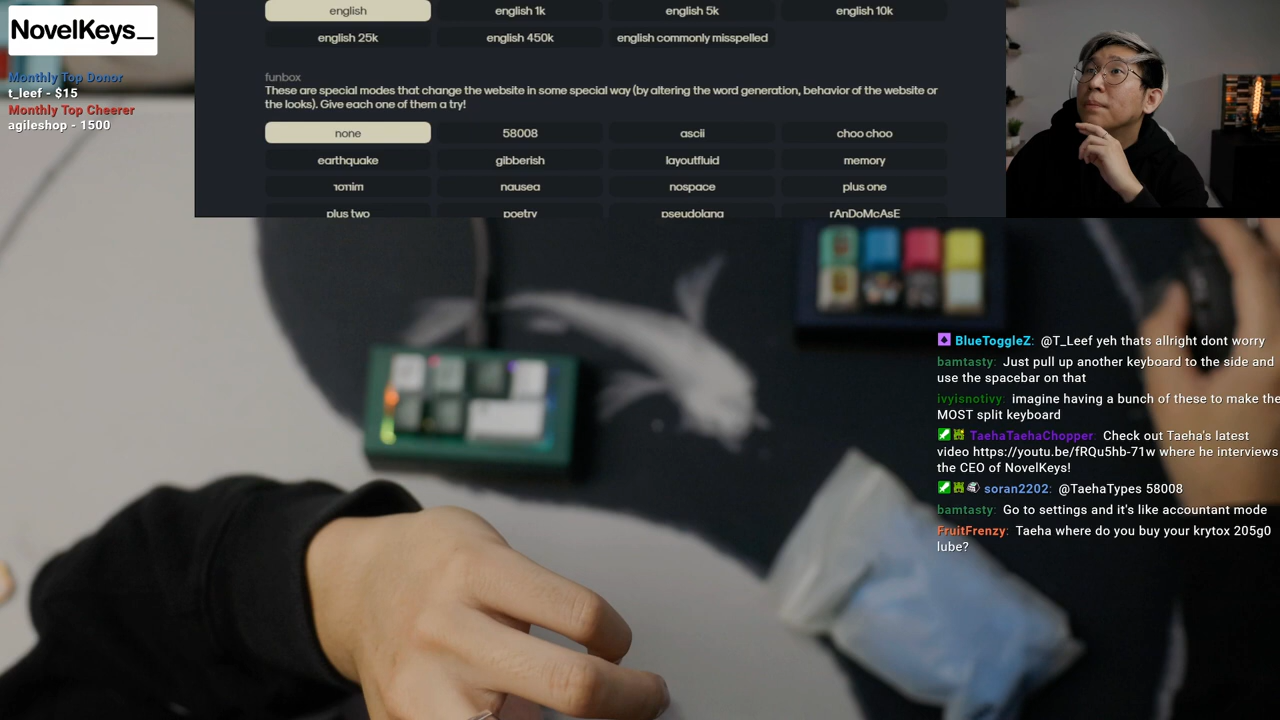 NovelKeys_
Monthly Top Donor
t_leef - $15
Monthly Top Cheerer
agileshop - 1500
english
english 1k
english 5k
english 10k
english 25k
english 450k
english commonly misspelled
funbox
These are special modes that change the website in some special way (by altering the word generation, behavior of the website or
the looks). Give each one of them a try!
none
58008
ascii
choo choo
earthquake
gibberish
layoutfluid
memory
mirror
nausea
nospace
plus one
plus two
poetry
pseudolang
rAnDoMcAsE
BlueToggleZ: @T_Leef yeh thats allright dont worry
bamtasty: Just pull up another keyboard to the side and
use the spacebar on that
ivyisnotivy: imagine having a bunch of these to make the
MOST split keyboard
TaehaTaehaChopper: Check out Taeha's latest
video https://youtu.be/fRQu5hb-71w where he interviews
the CEO of NovelKeys!
soran2202: @TaehaTypes 58008
bamtasty: Go to settings and it's like accountant mode
FruitFrenzy: Taeha where do you buy your krytox 205g0
lube?